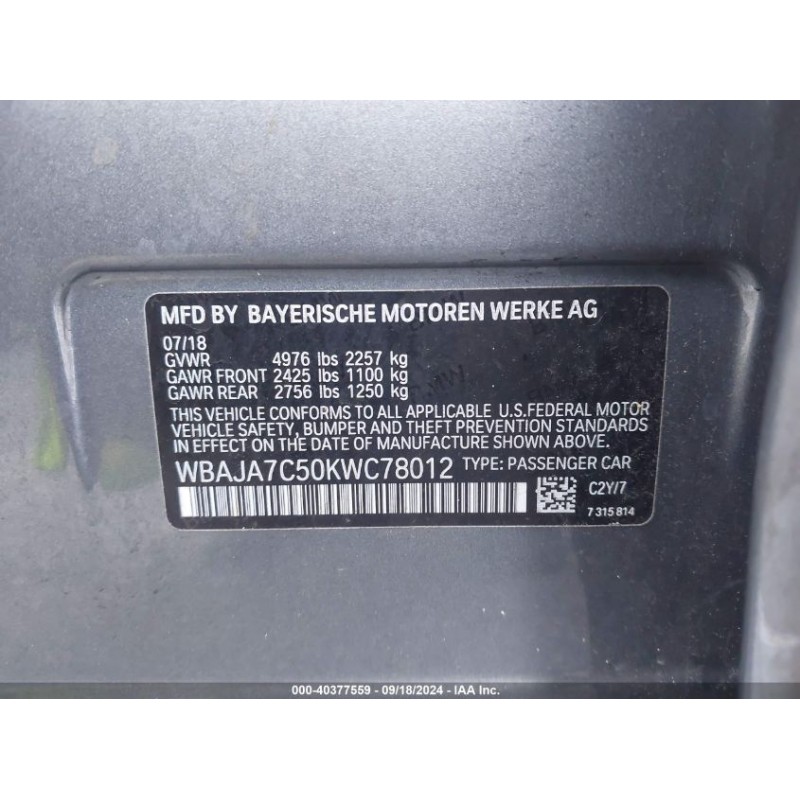 MFD BY BAYERISCHE MOTOREN WERKE AG
07/18
GVWR 4976 lbs 2257 kg
GAWR FRONT 2425 lbs 1100 kg
GAWR REAR 2756 lbs 1250 kg
THIS VEHICLE CONFORMS TO ALL APPLICABLE U.S.FEDERAL MOTOR
VEHICLE SAFETY, BUMPER AND THEFT PREVENTION STANDARDS
IN EFFECT ON THE DATE OF MANUFACTURE SHOWN ABOVE.
WBAJA7C50KWC78012 TYPE: PASSENGER CAR
C2Y/7
7 315 814
000-40377559 - 09/18/2024 - IAA Inc.